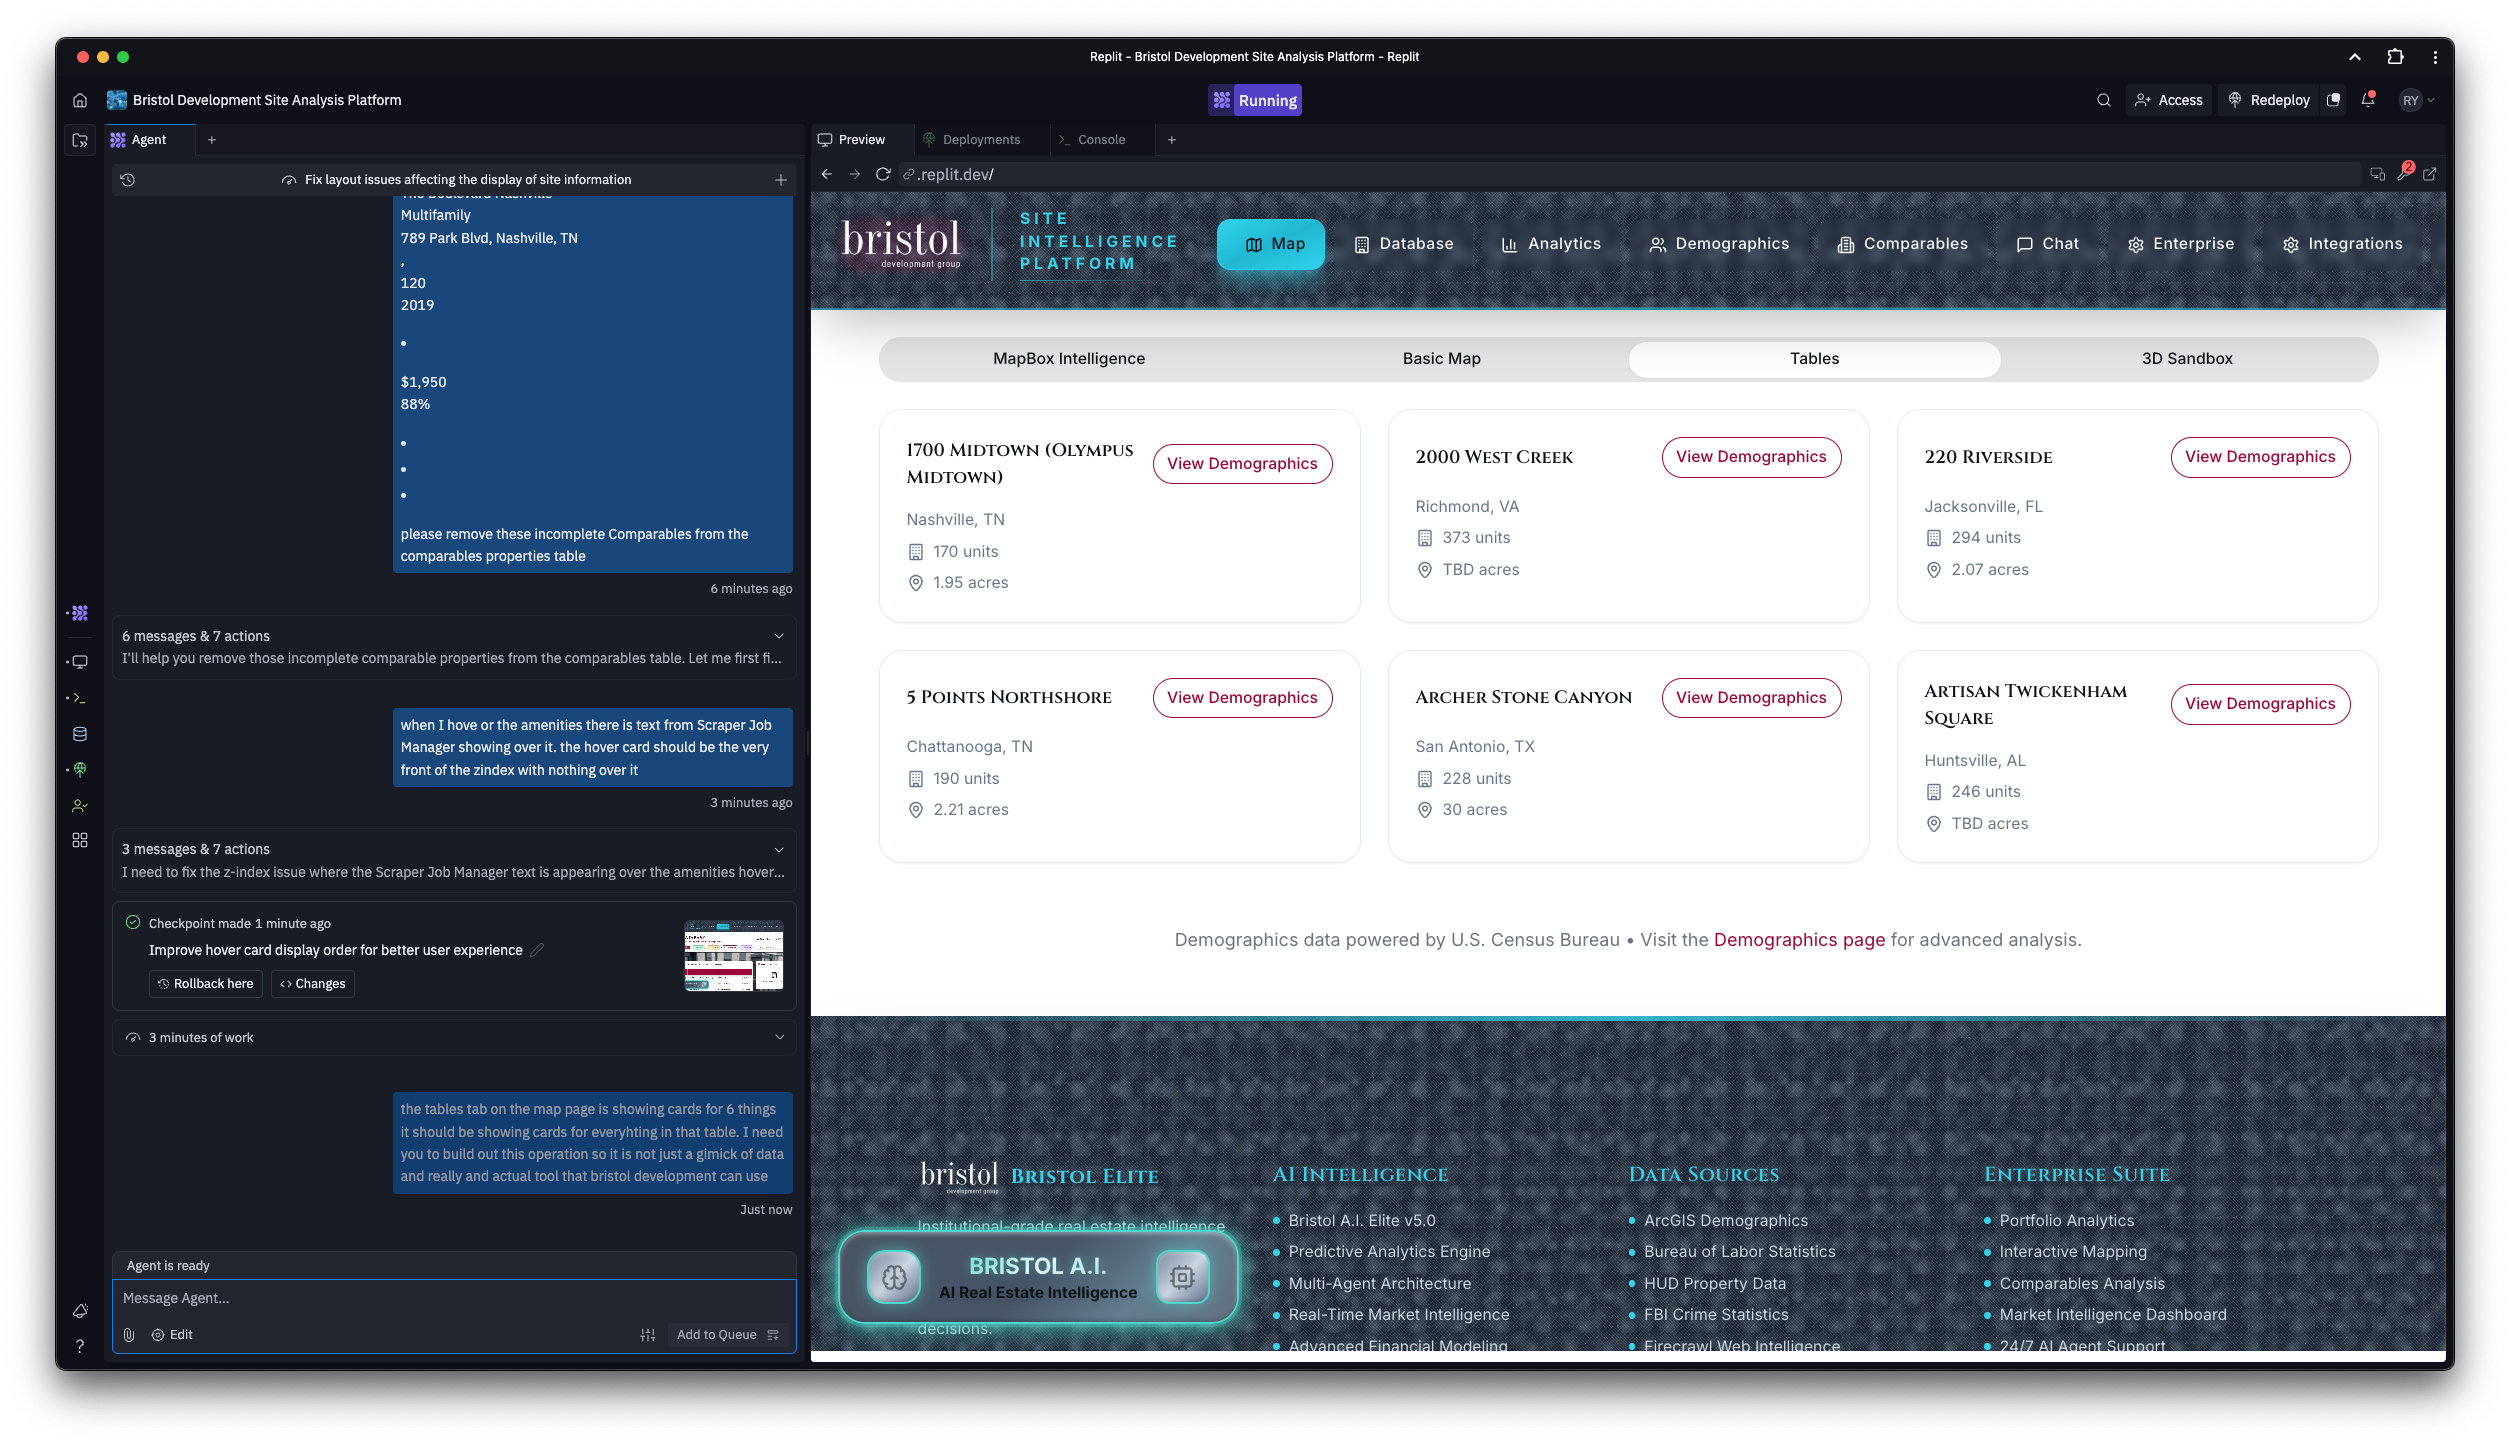 Replit - Bristol Development Site Analysis Platform - Replit
Bristol Development Site Analysis Platform
Running
Access
Redeploy
RY
Agent
Fix layout issues affecting the display of site information
The Boulevard Nashville
Multifamily
789 Park Blvd, Nashville, TN
,
120
2019
•
$1,950
88%
•
•
•
please remove these incomplete Comparables from the
comparables properties table
6 minutes ago
6 messages & 7 actions
I'll help you remove those incomplete comparable properties from the comparables table. Let me first fi...
when I hove or the amenities there is text from Scraper Job
Manager showing over it. the hover card should be the very
front of the zindex with nothing over it
3 minutes ago
3 messages & 7 actions
I need to fix the z-index issue where the Scraper Job Manager text is appearing over the amenities hover...
Checkpoint made 1 minute ago
Improve hover card display order for better user experience
Rollback here
Changes
3 minutes of work
the tables tab on the map page is showing cards for 6 things
it should be showing cards for everyhting in that table. I need
you to build out this operation so it is not just a gimick of data
and really and actual tool that bristol development can use
Just now
Agent is ready
Message Agent...
Edit
Add to Queue
Preview
Deployments
Console
.replit.dev/
2
bristol
development group
SITE
INTELLIGENCE
PLATFORM
Map
Database
Analytics
Demographics
Comparables
Chat
Enterprise
Integrations
MapBox Intelligence
Basic Map
Tables
3D Sandbox
1700 Midtown (Olympus
Midtown)
View Demographics
Nashville, TN
170 units
1.95 acres
2000 West Creek
View Demographics
Richmond, VA
373 units
TBD acres
220 Riverside
View Demographics
Jacksonville, FL
294 units
2.07 acres
5 Points Northshore
View Demographics
Chattanooga, TN
190 units
2.21 acres
Archer Stone Canyon
View Demographics
San Antonio, TX
228 units
30 acres
Artisan Twickenham
Square
View Demographics
Huntsville, AL
246 units
TBD acres
Demographics data powered by U.S. Census Bureau • Visit the Demographics page for advanced analysis.
bristol
development group
Bristol Elite
Institutional-grade real estate intelligence
decisions.
BRISTOL A.I.
AI Real Estate Intelligence
AI Intelligence
Bristol A.I. Elite v5.0
Predictive Analytics Engine
Multi-Agent Architecture
Real-Time Market Intelligence
Advanced Financial Modeling
Data Sources
ArcGIS Demographics
Bureau of Labor Statistics
HUD Property Data
FBI Crime Statistics
Firecrawl Web Intelligence
Enterprise Suite
Portfolio Analytics
Interactive Mapping
Comparables Analysis
Market Intelligence Dashboard
24/7 AI Agent Support